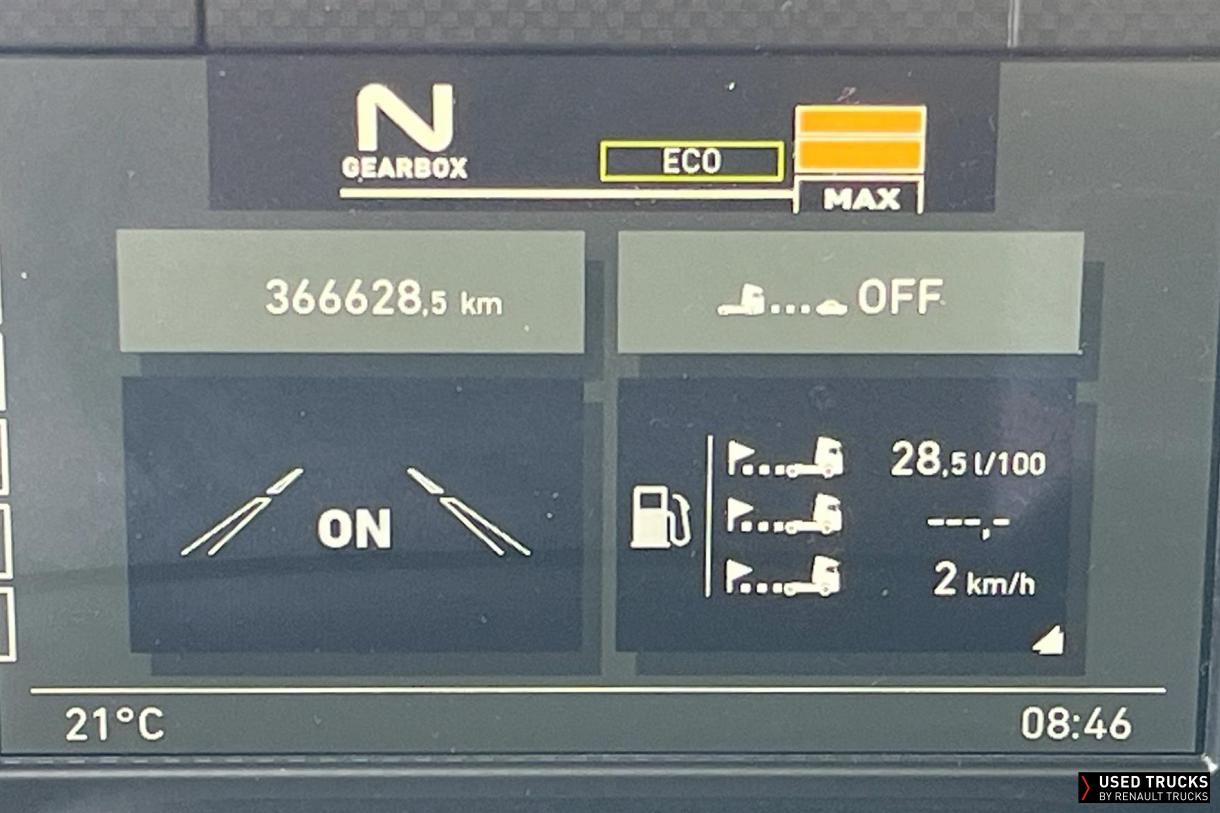 N
GEARBOX
ECO
MAX
366628,5 km
OFF
ON
28,5 l/100
---,-
2 km/h
21°C
08:46
USED TRUCKS
BY RENAULT TRUCKS